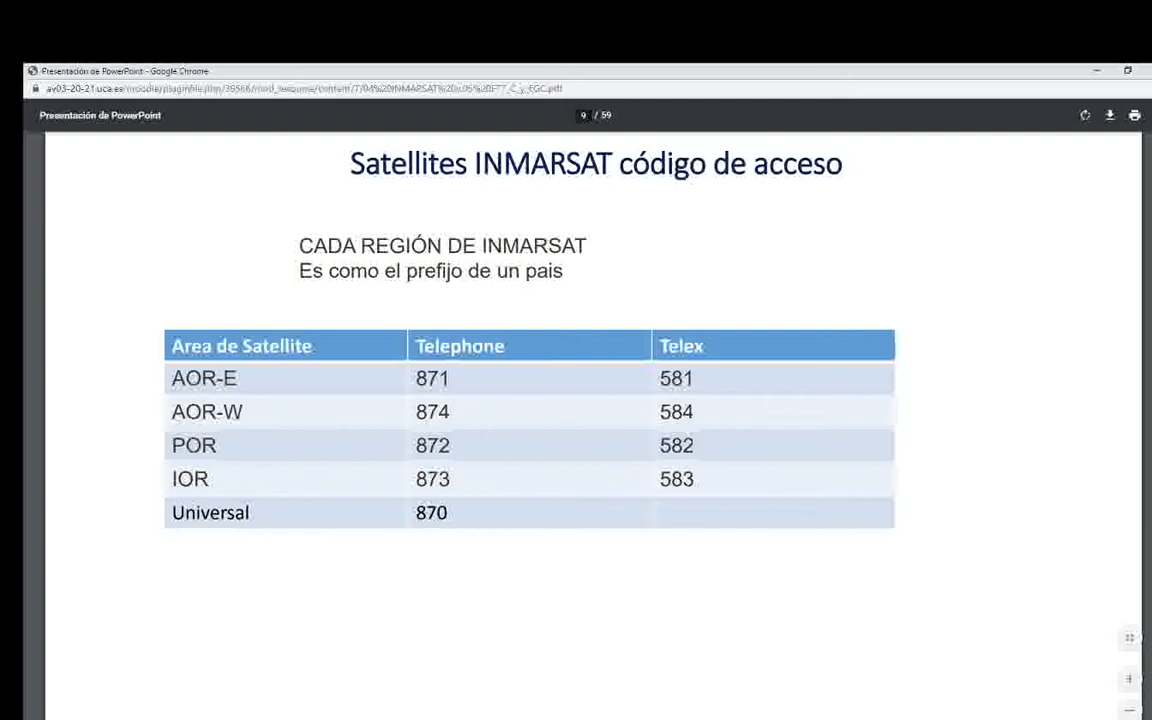 Presentación de PowerPoint - Google Chrome
Presentación de PowerPoint
9 / 59
Satellites INMARSAT código de acceso
CADA REGIÓN DE INMARSAT
Es como el prefijo de un pais
Area de Satellite Telephone Telex
AOR-E 871 581
AOR-W 874 584
POR 872 582
IOR 873 583
Universal 870